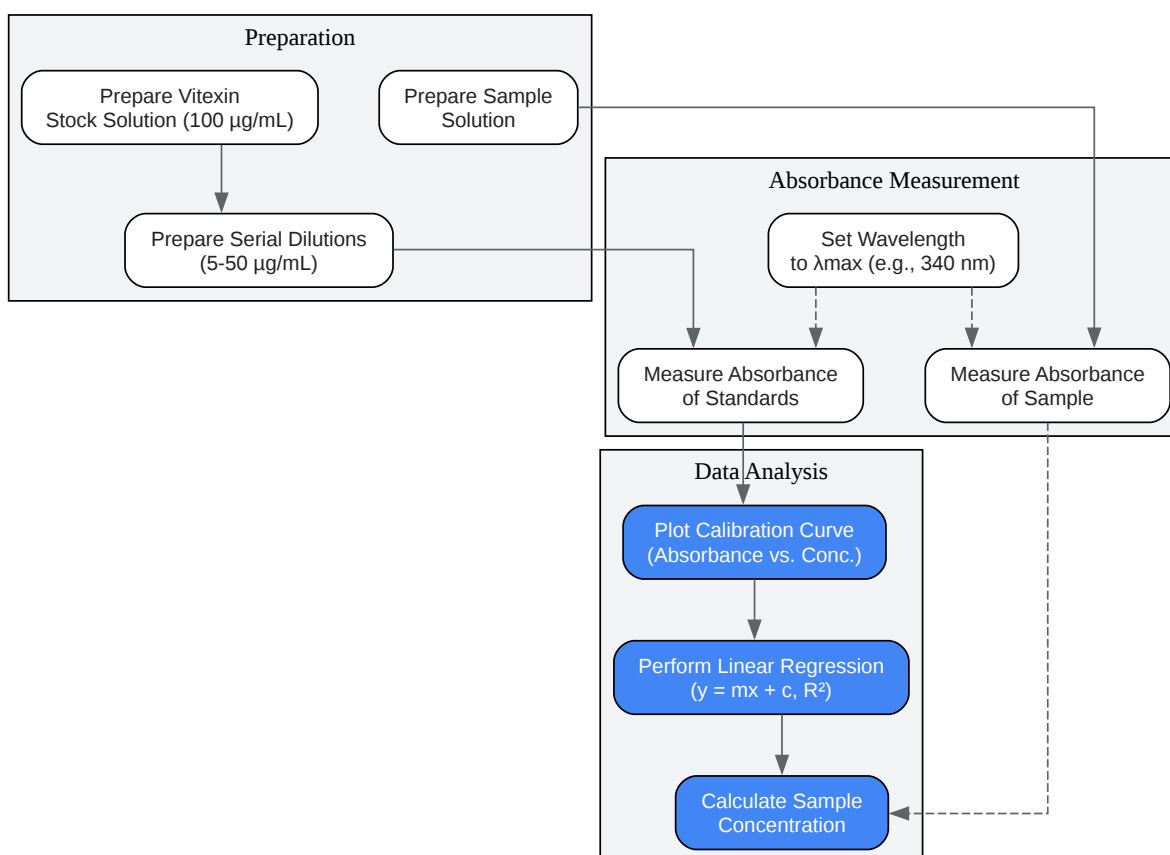 Preparation
Prepare Vitexin
Stock Solution (100 µg/mL)
Prepare Sample
Solution
Prepare Serial Dilutions
(5-50 µg/mL)
Absorbance Measurement
Set Wavelength
to λmax (e.g., 340 nm)
Measure Absorbance
of Standards
Measure Absorbance
of Sample
Data Analysis
Plot Calibration Curve
(Absorbance vs. Conc.)
Perform Linear Regression
(y = mx + c, R²)
Calculate Sample
Concentration